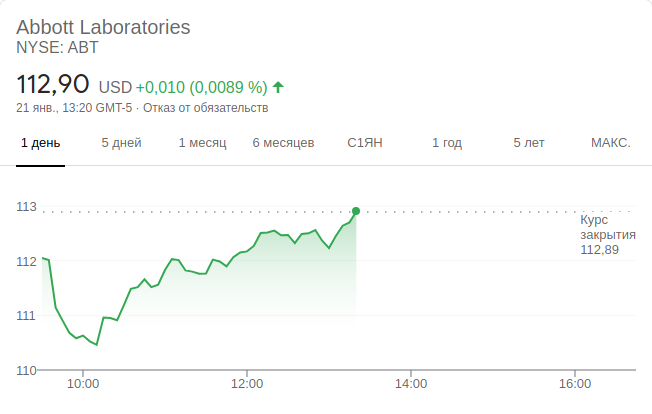 Abbott Laboratories
NYSE: ABT
112,90 USD +0,010 (0,0089 %)
21 янв., 13:20 GMT-5 · Отказ от обязательств
1 день 5 дней 1 месяц 6 месяцев С1ЯН 1 год 5 лет МАКС.
113
Курс
закрытия
112,89
112
111
110
10:00 12:00 14:00 16:00